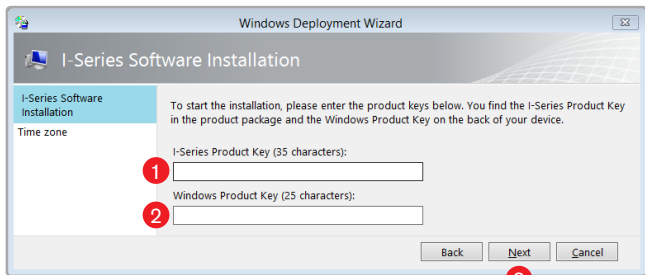 Windows Deployment Wizard
I-Series Software Installation
I-Series Software
Installation
Time zone
To start the installation, please enter the product keys below. You find the I-Series Product Key
in the product package and the Windows Product Key on the back of your device.
I-Series Product Key (35 characters):
1
Windows Product Key (25 characters):
2
Back Next Cancel